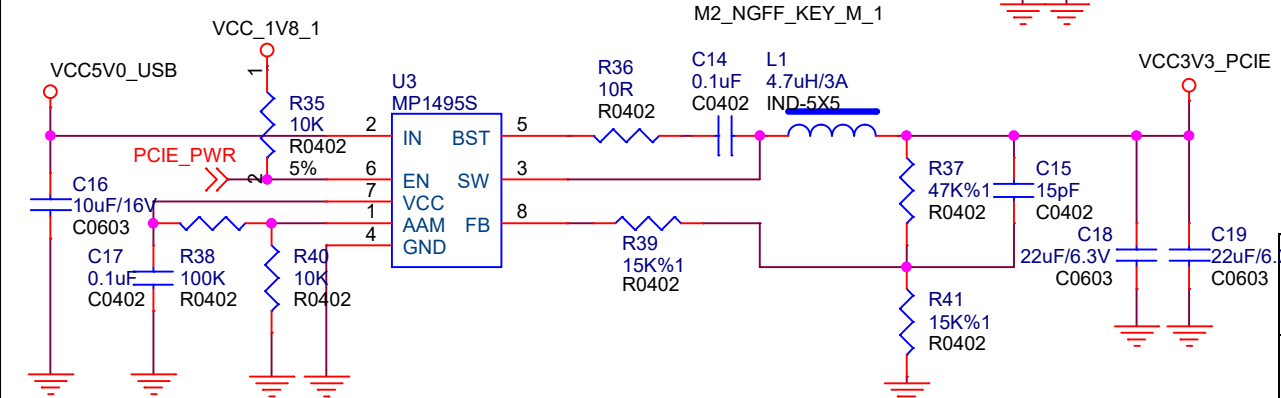 M2_NGFF_KEY_M_1
VCC_1V8_1
VCC5V0_USB
VCC3V3_PCIE
1
R35
10K
R0402
5%
2
PCIE_PWR
U3
MP1495S
2
IN
6
EN
7
VCC
1
AAM
4
GND
BST
5
SW
3
FB
8
R36
10R
R0402
C14
0.1uF
C0402
L1
4.7uH/3A
IND-5X5
R37
47K%1
R0402
C15
15pF
C0402
C16
10uF/16V
C0603
C17
0.1uF
C0402
R38
100K
R0402
R40
10K
R0402
R39
15K%1
R0402
R41
15K%1
R0402
C18
22uF/6.3V
C0603
C19
22uF/6.
C0603